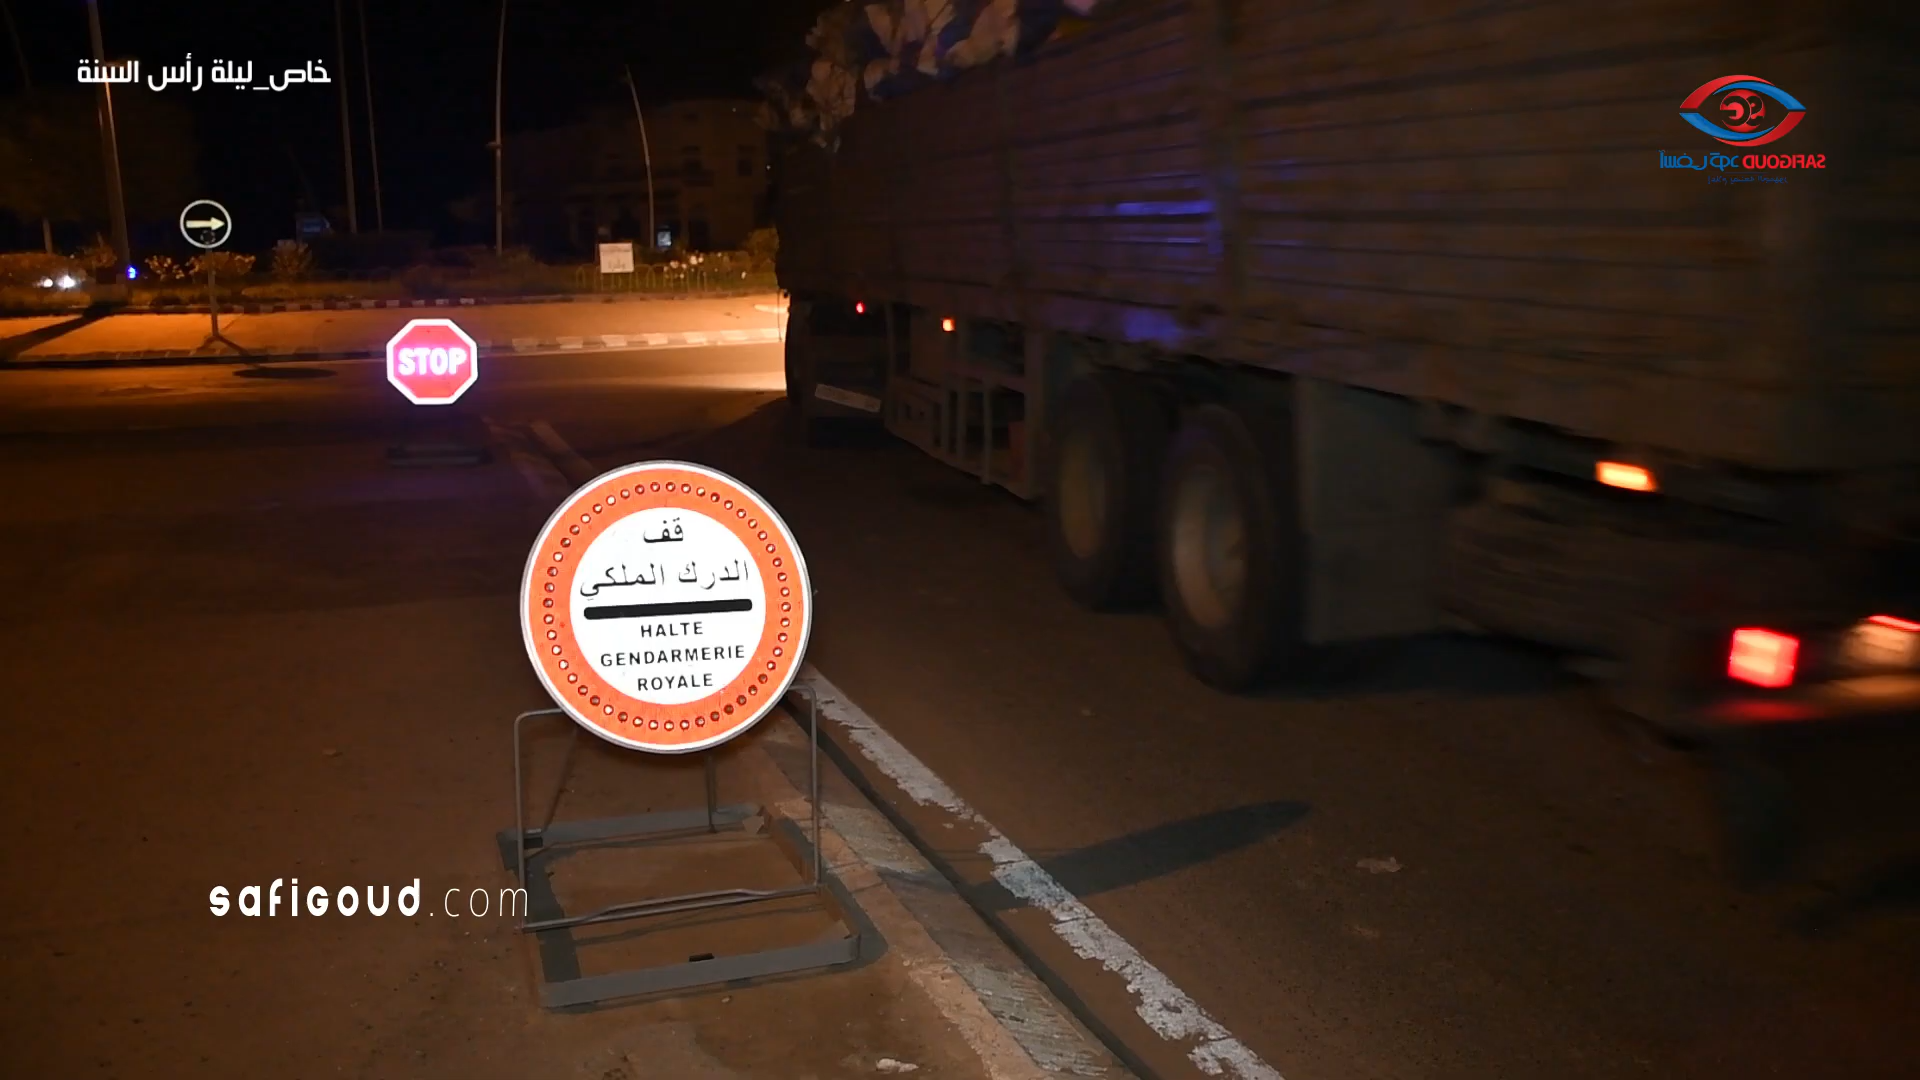 خاص_ليلة رأس السنة
SAFIGOUD
STOP
قف
الدرك الملكي
HALTE
GENDARMERIE
ROYALE
safigoud.com